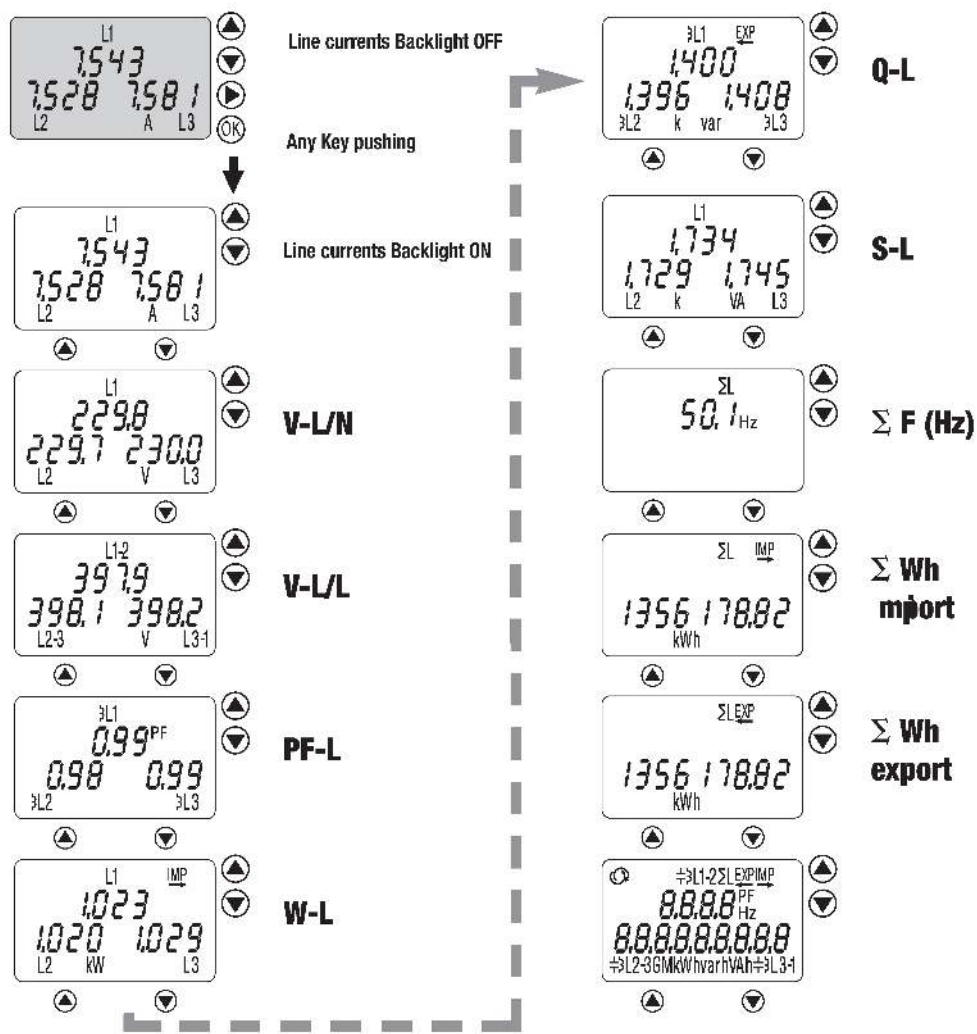 L1
7.543
7.528 7.581
L2 A L3
OK
Line currents Backlight OFF
Any Key pushing
L1
7.543
7.528 7.581
L2 A L3
Line currents Backlight ON
L1
229.8
229.7 230.0
L2 V L3
V-L/N
L1-2
397.9
398.1 398.2
L2-3 V L3-1
V-L/L
L1
0.99 PF
0.98 0.99
L2 L3
PF-L
L1 IMP
1.023
1.020 1.029
L2 kW L3
W-L
L1 EXP
1.400
1.396 1.408
L2 k var L3
Q-L
L1
1.734
1.729 1.745
L2 k VA L3
S-L
ΣL
50.1 Hz
Σ F (Hz)
ΣL IMP
1356178.82
kWh
Σ Wh
mport
ΣL EXP
1356178.82
kWh
Σ Wh
export
L1-2ΣL EXP IMP
8.8.8.8 PF Hz
8.8.8.8.8.8.8.8
L2-3GMkWhvarhVAh L3-1